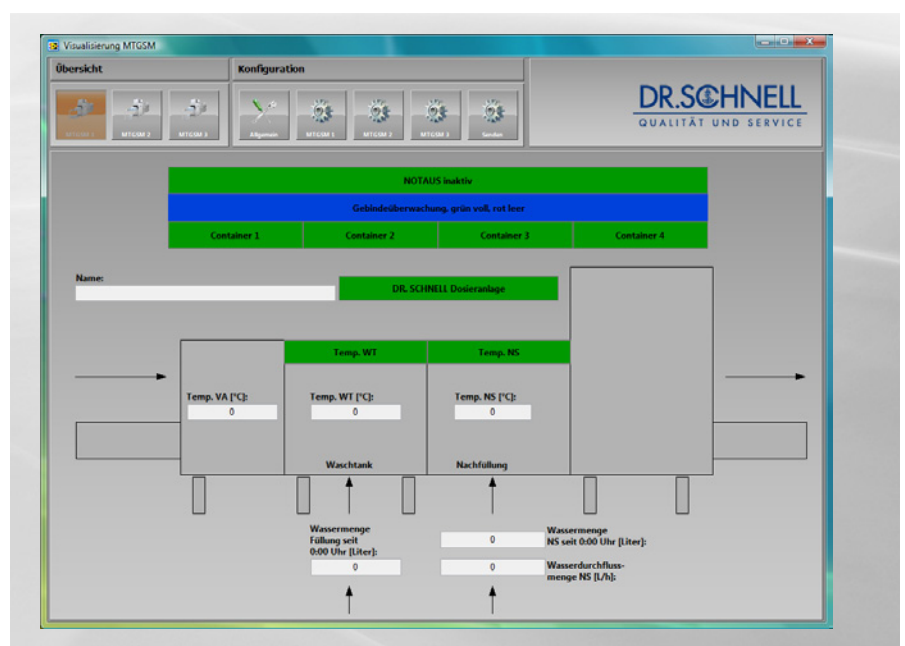 Visualisierung MTGSM
Übersicht
Konfiguration
MTGSM 1
MTGSM 2
MTGSM 3
Allgemein
MTGSM 1
MTGSM 2
MTGSM 3
Senden
DR.SCHNELL
QUALITÄT UND SERVICE
NOTAUS inaktiv
Gebindeüberwachung, grün voll, rot leer
Container 1
Container 2
Container 3
Container 4
Name:
DR. SCHNELL Dosieranlage
Temp. WT
Temp. NS
Temp. VA [°C]:
0
Temp. WT [°C]:
0
Temp. NS [°C]:
0
Waschtank
Nachfüllung
Wassermenge
Füllung seit
0:00 Uhr [Liter]:
0
0
Wassermenge
NS seit 0:00 Uhr [Liter]:
0
Wasserdurchfluss-
menge NS [L/h]: